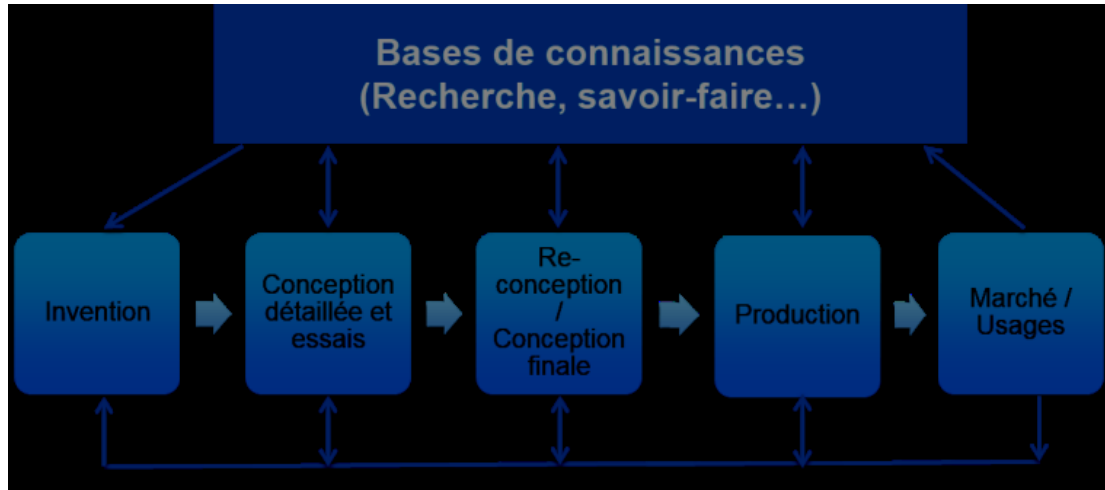 Bases de connaissances
(Recherche, savoir-faire…)
Invention
Conception
détaillée et
essais
Re-
conception
/
Conception
finale
Production
Marché /
Usages